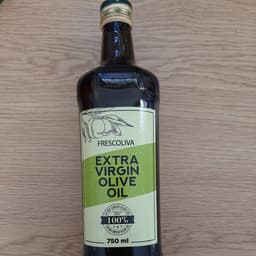 FRESCOLIVA
EXTRA
VIRGIN
OLIVE
OIL
100%
750 ml